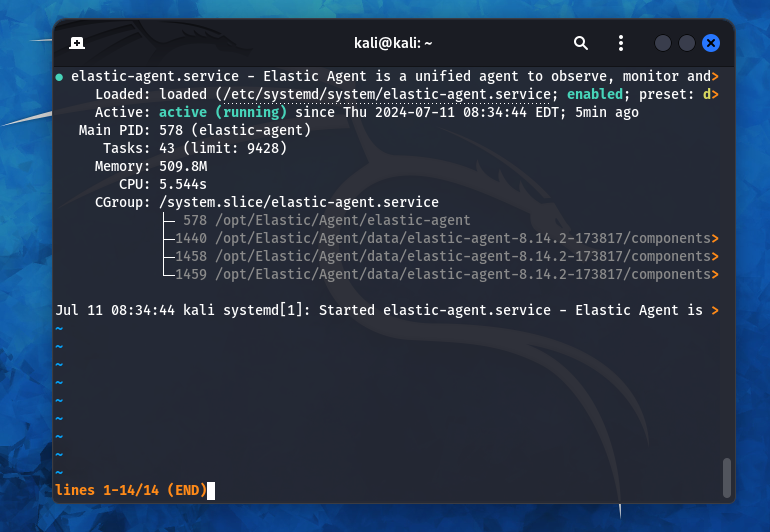 kali@kali: ~
● elastic-agent.service - Elastic Agent is a unified agent to observe, monitor and>
Loaded: loaded (/etc/systemd/system/elastic-agent.service; enabled; preset: d>
Active: active (running) since Thu 2024-07-11 08:34:44 EDT; 5min ago
Main PID: 578 (elastic-agent)
Tasks: 43 (limit: 9428)
Memory: 509.8M
CPU: 5.544s
CGroup: /system.slice/elastic-agent.service
├─ 578 /opt/Elastic/Agent/elastic-agent
├─1440 /opt/Elastic/Agent/data/elastic-agent-8.14.2-173817/components>
├─1458 /opt/Elastic/Agent/data/elastic-agent-8.14.2-173817/components>
└─1459 /opt/Elastic/Agent/data/elastic-agent-8.14.2-173817/components>
Jul 11 08:34:44 kali systemd[1]: Started elastic-agent.service - Elastic Agent is >
~
~
~
~
~
~
~
~
~
lines 1-14/14 (END)